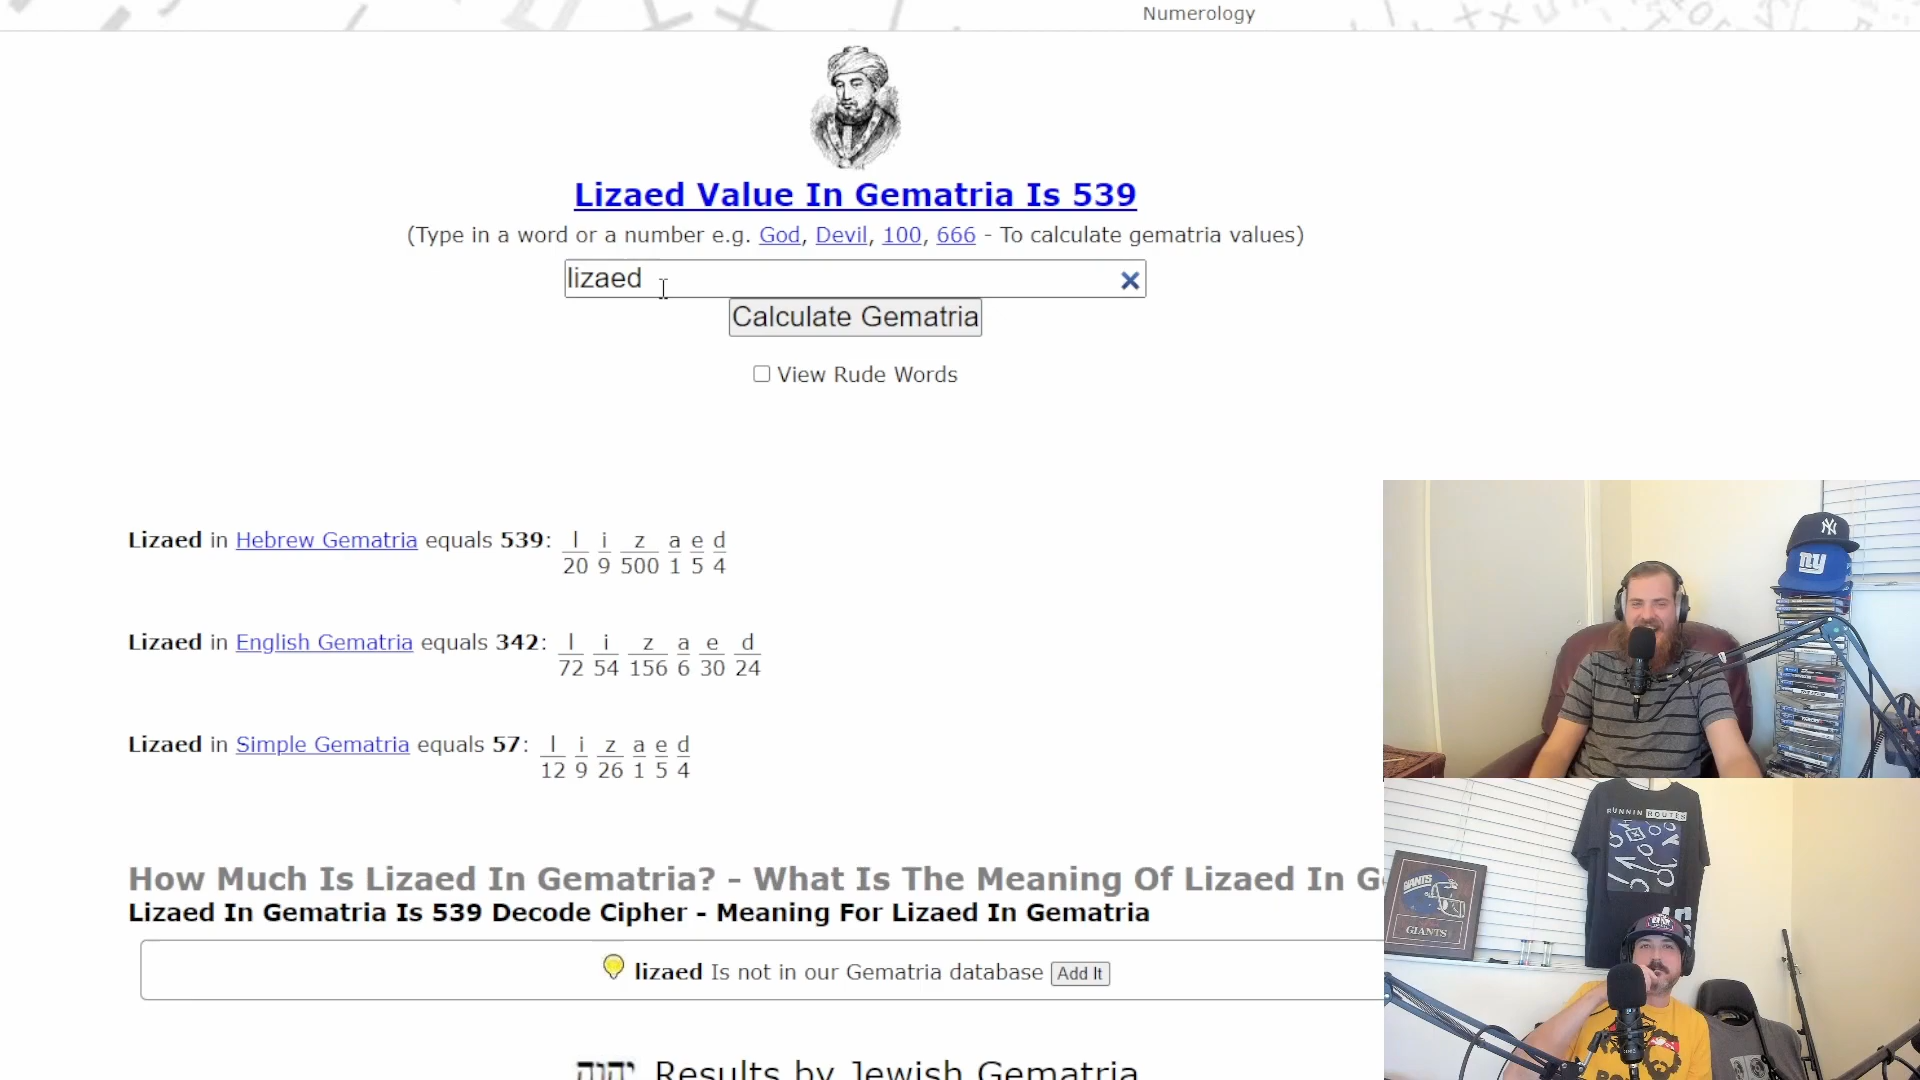 Numerology
Lizaed Value In Gematria Is 539
(Type in a word or a number e.g. God, Devil, 100, 666 - To calculate gematria values)
lizaed
Calculate Gematria
View Rude Words
Lizaed in Hebrew Gematria equals 539: l i z a e d
20 9 500 1 5 4
Lizaed in English Gematria equals 342: l i z a e d
72 54 156 6 30 24
Lizaed in Simple Gematria equals 57: l i z a e d
12 9 26 1 5 4
How Much Is Lizaed In Gematria? - What Is The Meaning Of Lizaed In G
Lizaed In Gematria Is 539 Decode Cipher - Meaning For Lizaed In Gematria
lizaed Is not in our Gematria database Add It
יהוה Results by Jewish Gematria
NY
ny
RUNNIN ROUTES
GIANTS
GIANTS